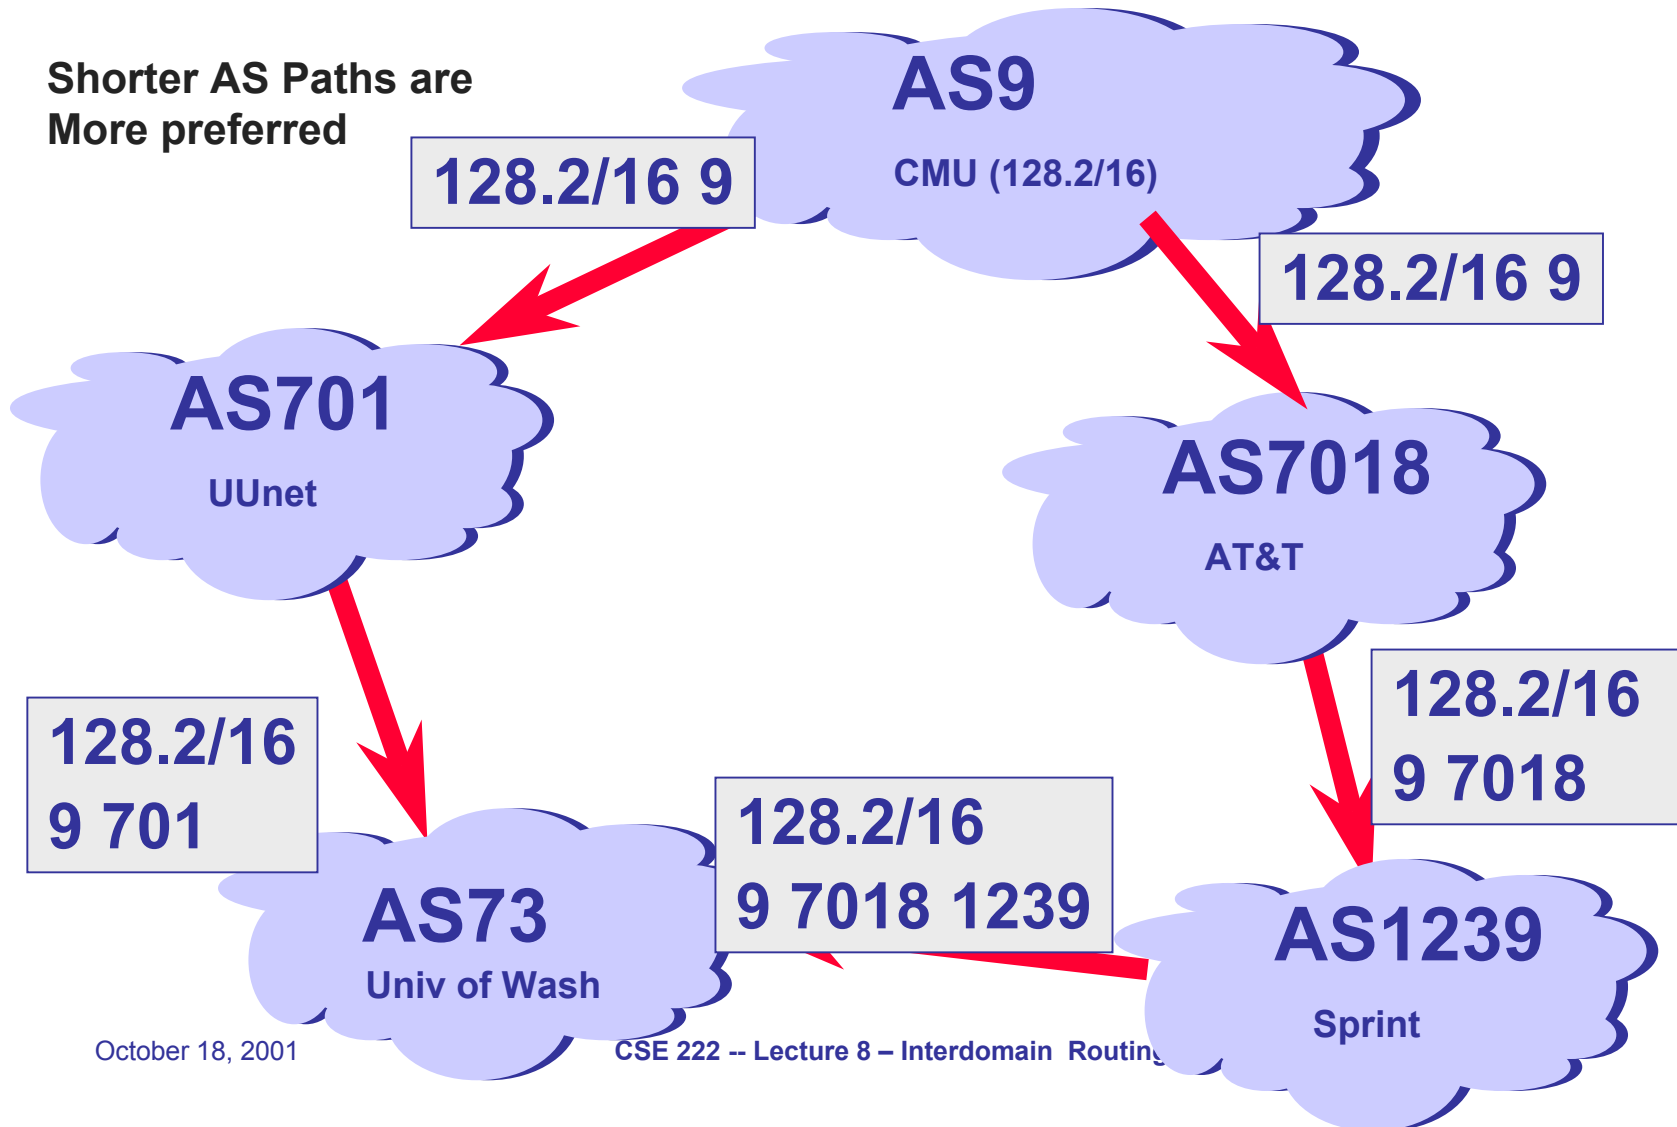 Shorter AS Paths are
More preferred
AS9
CMU (128.2/16)
128.2/16 9
128.2/16 9
AS701
UUnet
AS7018
AT&T
128.2/16
9 701
128.2/16
9 7018
128.2/16
9 7018 1239
AS73
Univ of Wash
AS1239
Sprint
October 18, 2001
CSE 222 -- Lecture 8 – Interdomain Routing